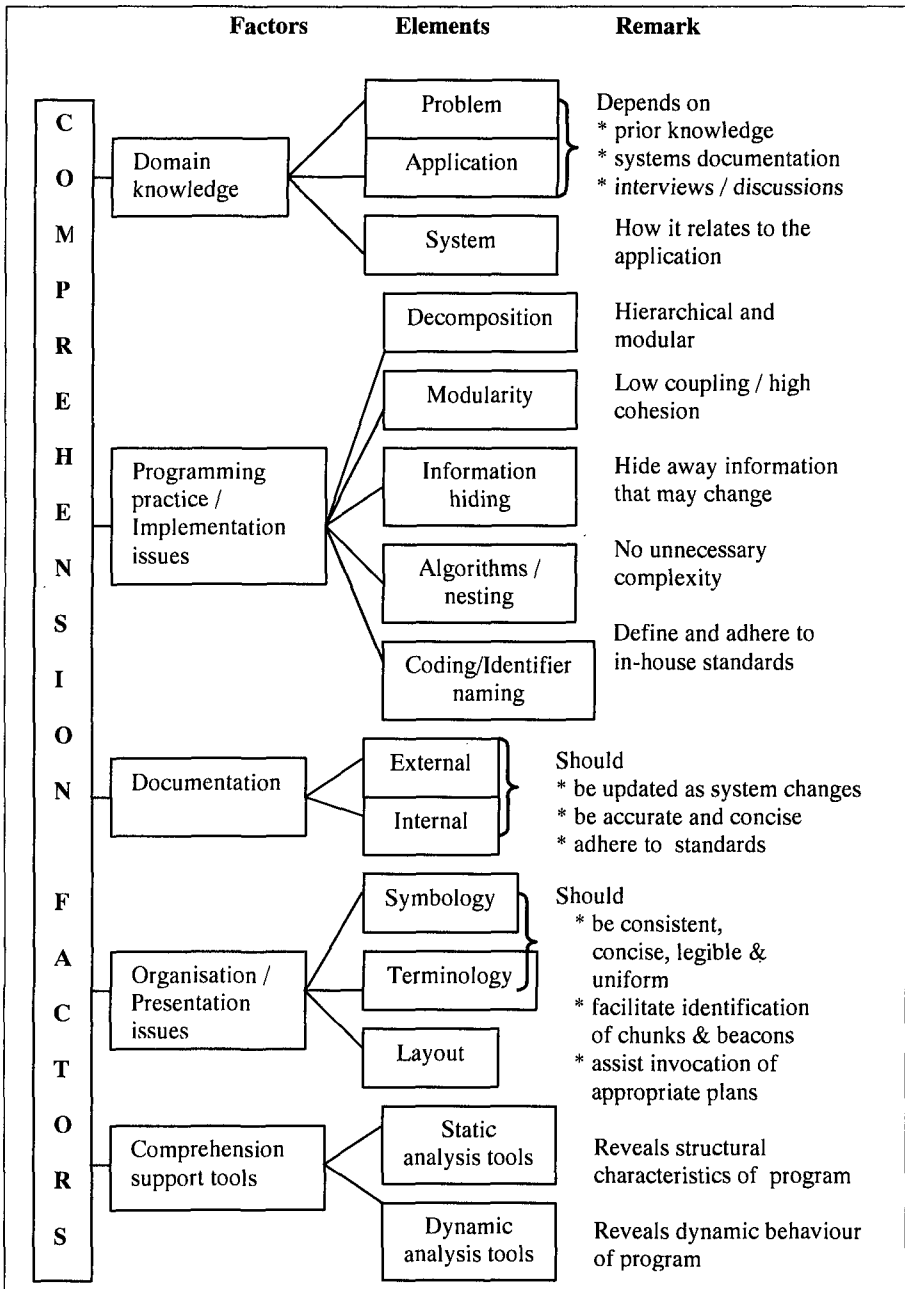 Factors Elements Remark
COMPREHENSION FACTORS
Domain
knowledge
Problem
Application
Depends on
* prior knowledge
* systems documentation
* interviews / discussions
System
How it relates to the
application
Programming
practice /
Implementation
issues
Decomposition
Hierarchical and
modular
Modularity
Low coupling / high
cohesion
Information
hiding
Hide away information
that may change
Algorithms /
nesting
No unnecessary
complexity
Coding/Identifier
naming
Define and adhere to
in-house standards
Documentation
External
Internal
Should
* be updated as system changes
* be accurate and concise
* adhere to standards
Organisation /
Presentation
issues
Symbology
Terminology
Layout
Should
* be consistent,
concise, legible &
uniform
* facilitate identification
of chunks & beacons
* assist invocation of
appropriate plans
Comprehension
support tools
Static
analysis tools
Reveals structural
characteristics of program
Dynamic
analysis tools
Reveals dynamic behaviour
of program